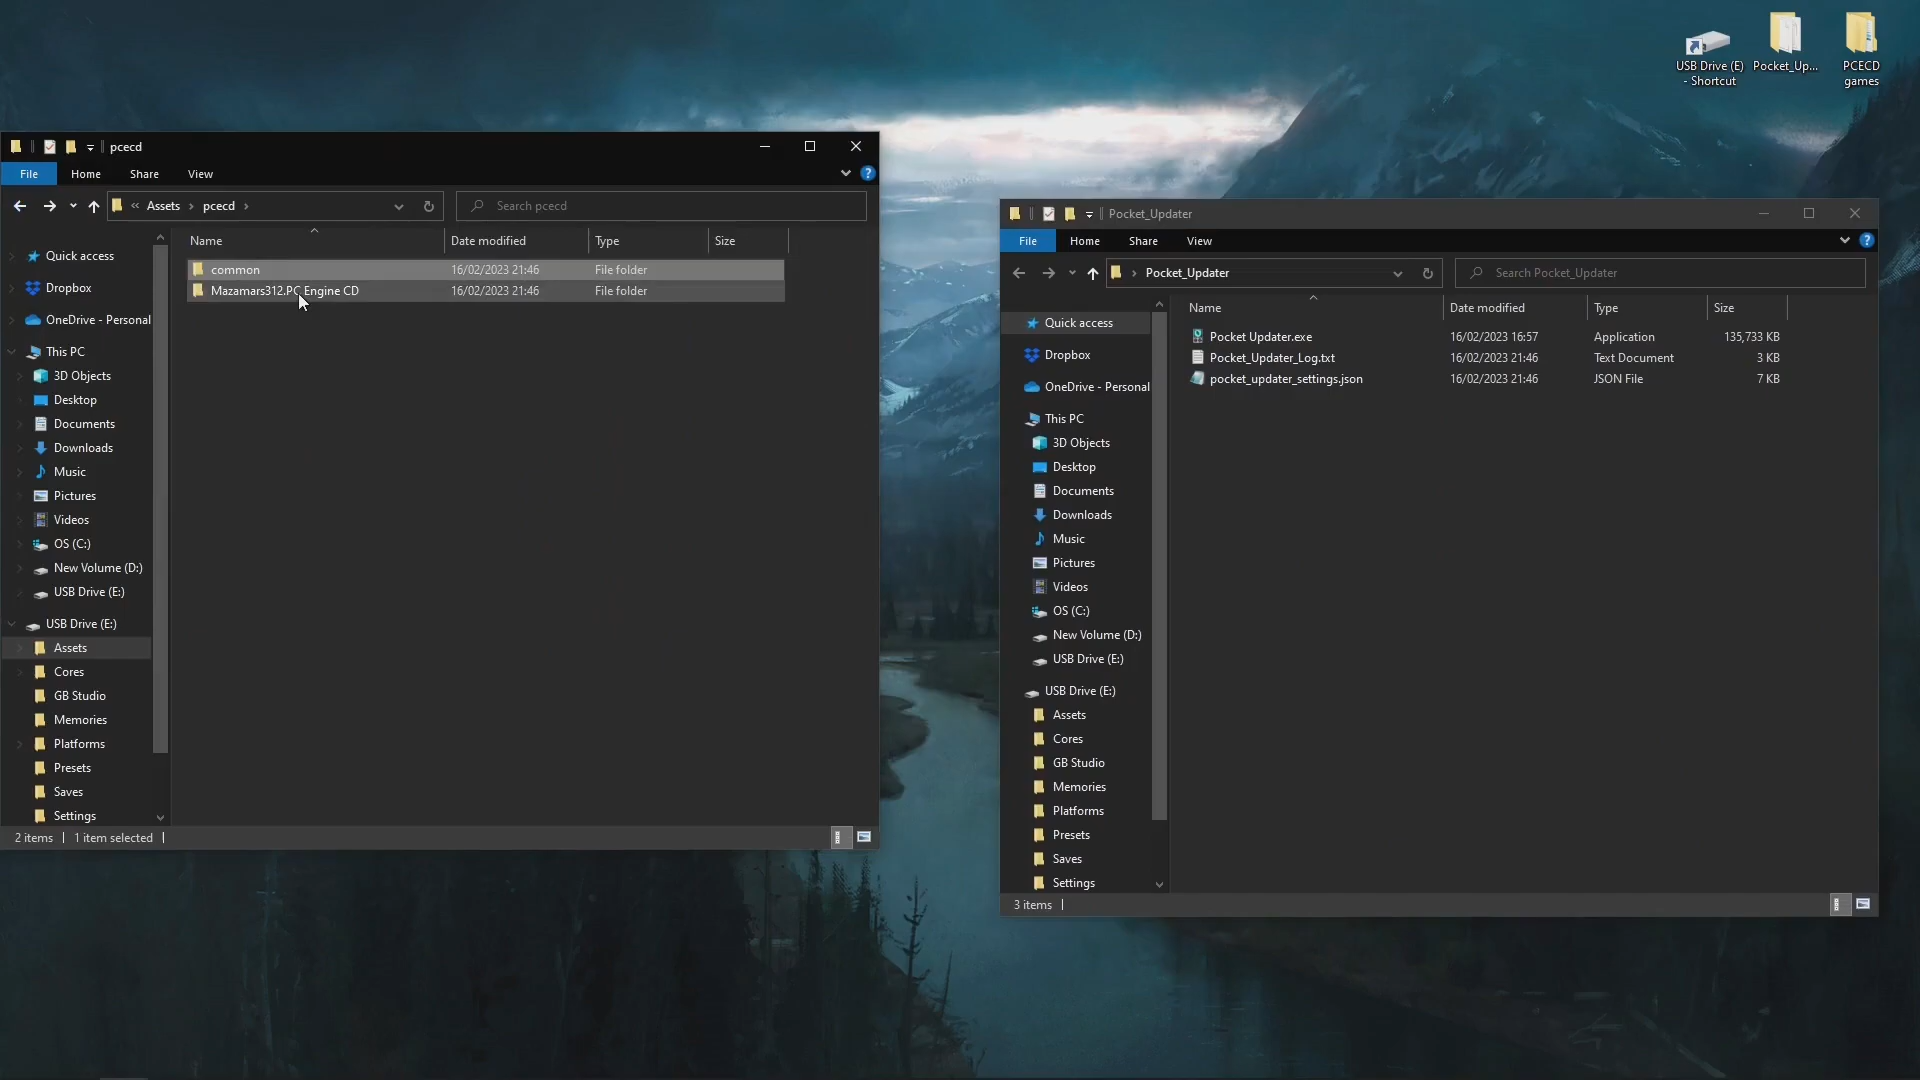 USB Drive (E)
- Shortcut
Pocket_Up...
PCECD
games
pcecd
File
Home
Share
View
?
« Assets › pcecd ›
Search pcecd
Name
Date modified
Type
Size
common
16/02/2023 21:46
File folder
Mazamars312.PC Engine CD
16/02/2023 21:46
File folder
Quick access
Dropbox
OneDrive - Personal
This PC
3D Objects
Desktop
Documents
Downloads
Music
Pictures
Videos
OS (C:)
New Volume (D:)
USB Drive (E:)
USB Drive (E:)
Assets
Cores
GB Studio
Memories
Platforms
Presets
Saves
Settings
2 items
1 item selected
Pocket_Updater
File
Home
Share
View
?
› Pocket_Updater
Search Pocket_Updater
Name
Date modified
Type
Size
Pocket Updater.exe
16/02/2023 16:57
Application
135,733 KB
Pocket_Updater_Log.txt
16/02/2023 21:46
Text Document
3 KB
pocket_updater_settings.json
16/02/2023 21:46
JSON File
7 KB
Quick access
Dropbox
OneDrive - Personal
This PC
3D Objects
Desktop
Documents
Downloads
Music
Pictures
Videos
OS (C:)
New Volume (D:)
USB Drive (E:)
USB Drive (E:)
Assets
Cores
GB Studio
Memories
Platforms
Presets
Saves
Settings
3 items